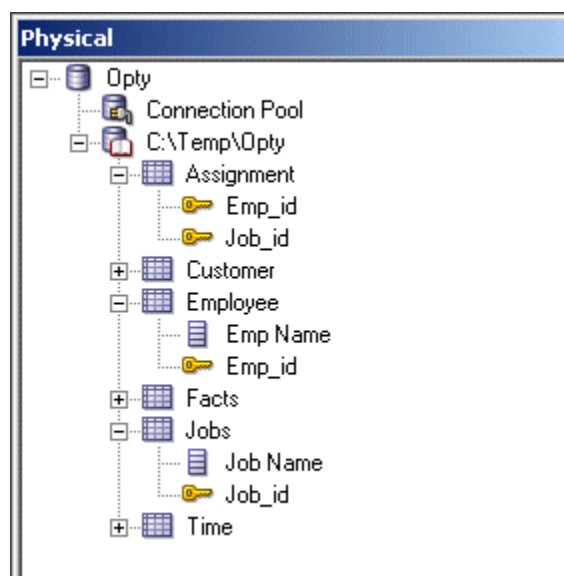 Physical
Opty
Connection Pool
C:\Temp\Opty
Assignment
Emp_id
Job_id
Customer
Employee
Emp Name
Emp_id
Facts
Jobs
Job Name
Job_id
Time